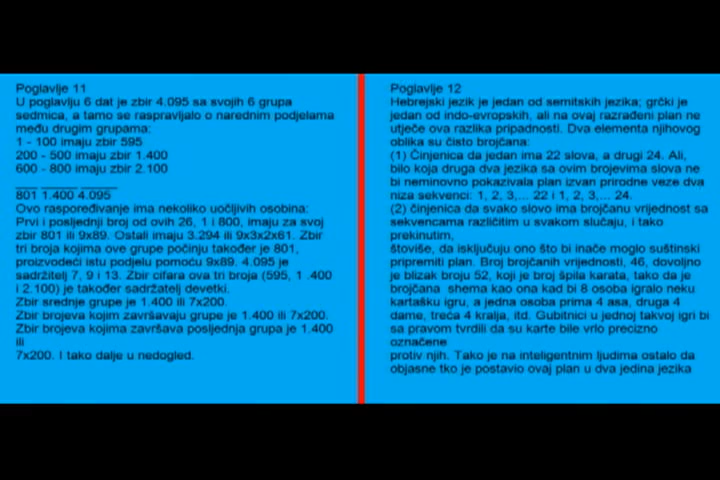 Poglavlje 11
U poglavlju 6 dat je zbir 4.095 sa svojih 6 grupa
sedmica, a tamo se raspravljalo o narednim podjelama
među drugim grupama:
1 - 100 imaju zbir 595
200 - 500 imaju zbir 1.400
600 - 800 imaju zbir 2.100
___ _____ _____
801 1.400 4.095
Ovo raspoređivanje ima nekoliko uočljivih osobina:
Prvi i posljednji broj od ovih 26, 1 i 800, imaju za svoj
zbir 801 ili 9x89. Ostali imaju 3.294 ili 9x3x2x61. Zbir
tri broja kojima ove grupe počinju također je 801,
proizvodeći istu podjelu pomoću 9x89. 4.095 je
sadržitelj 7, 9 i 13. Zbir cifara ova tri broja (595, 1 .400
i 2.100) je također sadržatelj devetki.
Zbir srednje grupe je 1.400 ili 7x200.
Zbir brojeva kojim završavaju grupe je 1.400 ili 7x200.
Zbir brojeva kojima završava posljednja grupa je 1.400
ili
7x200. I tako dalje u nedogled.
Poglavlje 12
Hebrejski jezik je jedan od semitskih jezika; grčki je
jedan od indo-evropskih, ali na ovaj razrađeni plan ne
utječe ova razlika pripadnosti. Dva elementa njihovog
oblika su čisto brojčana:
(1) Činjenica da jedan ima 22 slova, a drugi 24. Ali,
bilo koja druga dva jezika sa ovim brojevima slova ne
bi neminovno pokazivala plan izvan prirodne veze dva
niza sekvenci: 1, 2, 3,... 22 i 1, 2, 3,... 24.
(2) činjenica da svako slovo ima brojčanu vrijednost sa
sekvencama različitim u svakom slučaju, i tako
prekinutim,
štoviše, da isključuju ono što bi inače moglo suštinski
pripremiti plan. Broj brojčanih vrijednosti, 46, dovoljno
je blizak broju 52, koji je broj špila karata, tako da je
brojčana shema kao ona kad bi 8 osoba igralo neku
kartašku igru, a jedna osoba prima 4 asa, druga 4
dame, treća 4 kralja, itd. Gubitnici u jednoj takvoj igri bi
sa pravom tvrdili da su karte bile vrlo precizno
označene
protiv njih. Tako je na inteligentnim ljudima ostalo da
objasne tko je postavio ovaj plan u dva jedina jezika